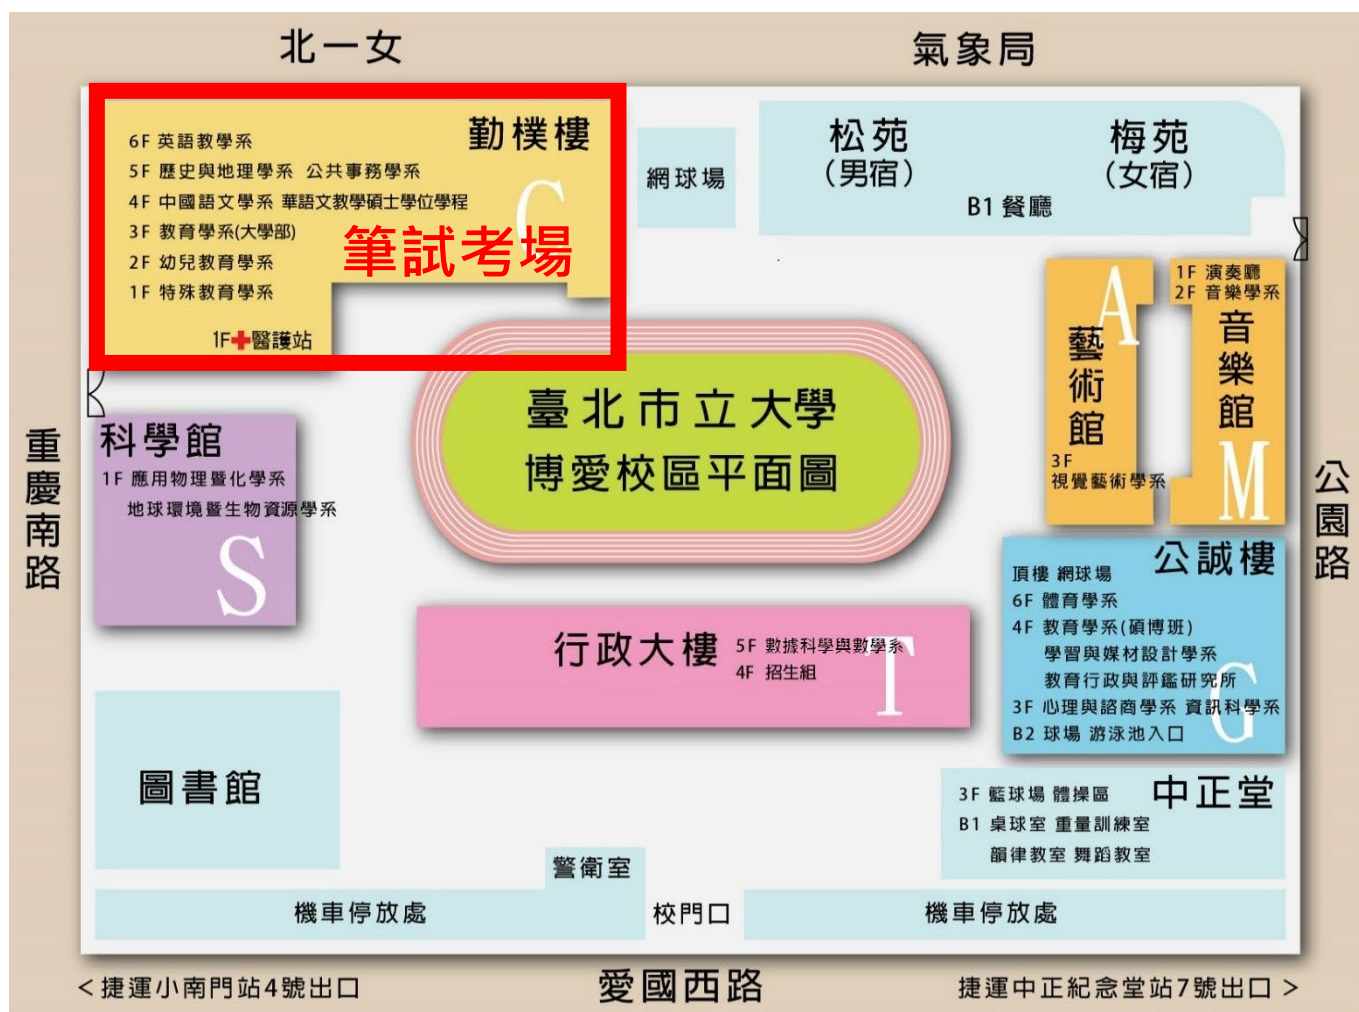 北一女
氣象局
勤樸樓
C
6F 英語教學系
5F 歷史與地理學系 公共事務學系
4F 中國語文學系 華語文教學碩士學位學程
3F 教育學系(大學部)
2F 幼兒教育學系
1F 特殊教育學系
筆試考場
1F 醫護站
網球場
松苑
(男宿)
梅苑
(女宿)
B1 餐廳
A
藝術館
3F
視覺藝術學系
1F 演奏廳
2F 音樂學系
音樂館
M
臺北市立大學
博愛校區平面圖
重慶南路
公園路
科學館
1F 應用物理暨化學系
地球環境暨生物資源學系
S
行政大樓
5F 數據科學與數學系
4F 招生組
T
公誠樓
頂樓 網球場
6F 體育學系
4F 教育學系(碩博班)
學習與媒材設計學系
教育行政與評鑑研究所
3F 心理與諮商學系 資訊科學系
B2 球場 游泳池入口
G
圖書館
中正堂
3F 籃球場 體操區
B1 桌球室 重量訓練室
韻律教室 舞蹈教室
警衛室
機車停放處
校門口
機車停放處
<捷運小南門站4號出口
愛國西路
捷運中正紀念堂站7號出口 >